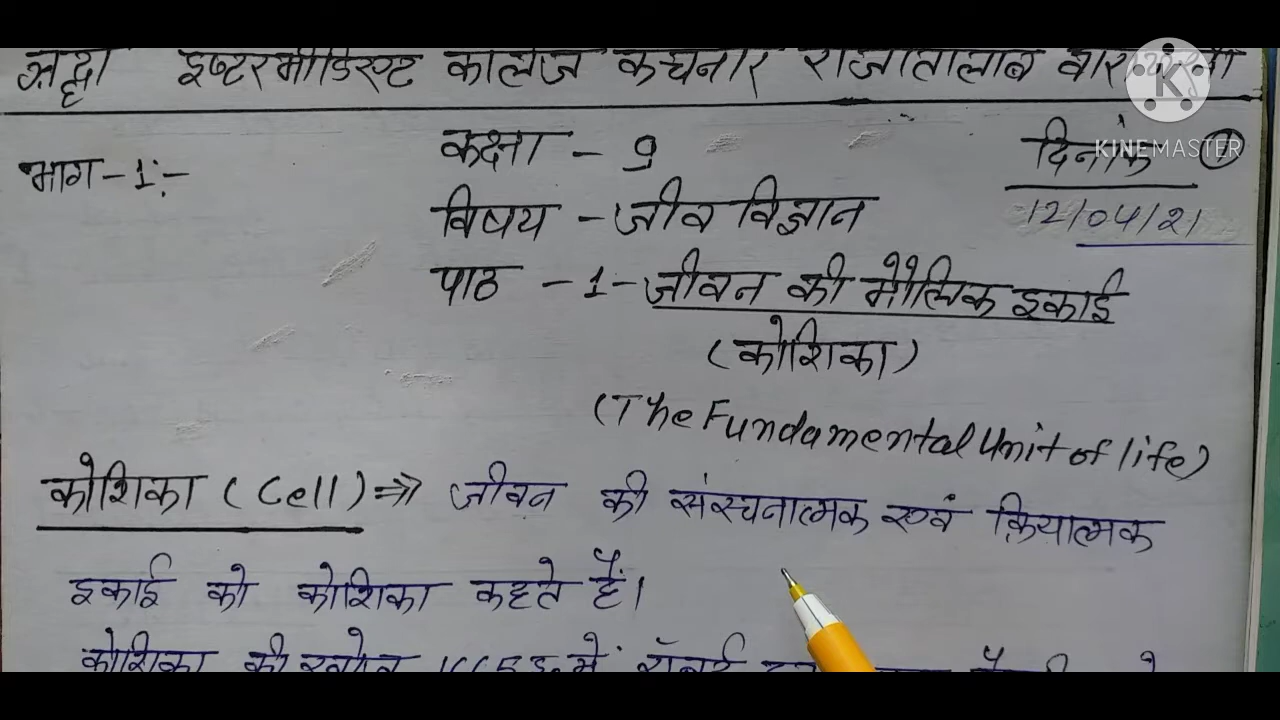 श्रद्धा इण्टरमीडिएट कालेज कचनार राजातालाब
KINEMASTER
कक्षा - 9
दिनांक
भाग-1:-
विषय - जीव विज्ञान
12/04/21
पाठ - 1- जीवन की मौलिक इकाई
(कोशिका)
(The Fundamental Unit of life)
कोशिका (Cell) ⇒ जीवन की संरचनात्मक एवं क्रियात्मक
इकाई को कोशिका कहते हैं।
कोशिका की खोज